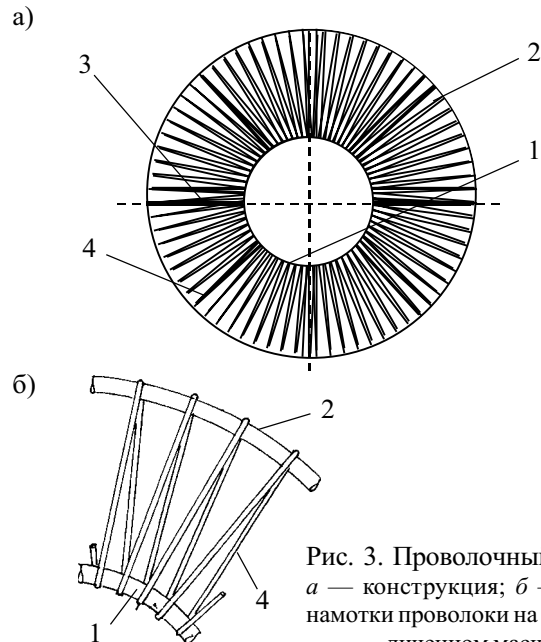 а)
3
2
1
4
б)
2
4
1
Рис. 3. Проволочны
а — конструкция; б –
намотки проволоки на